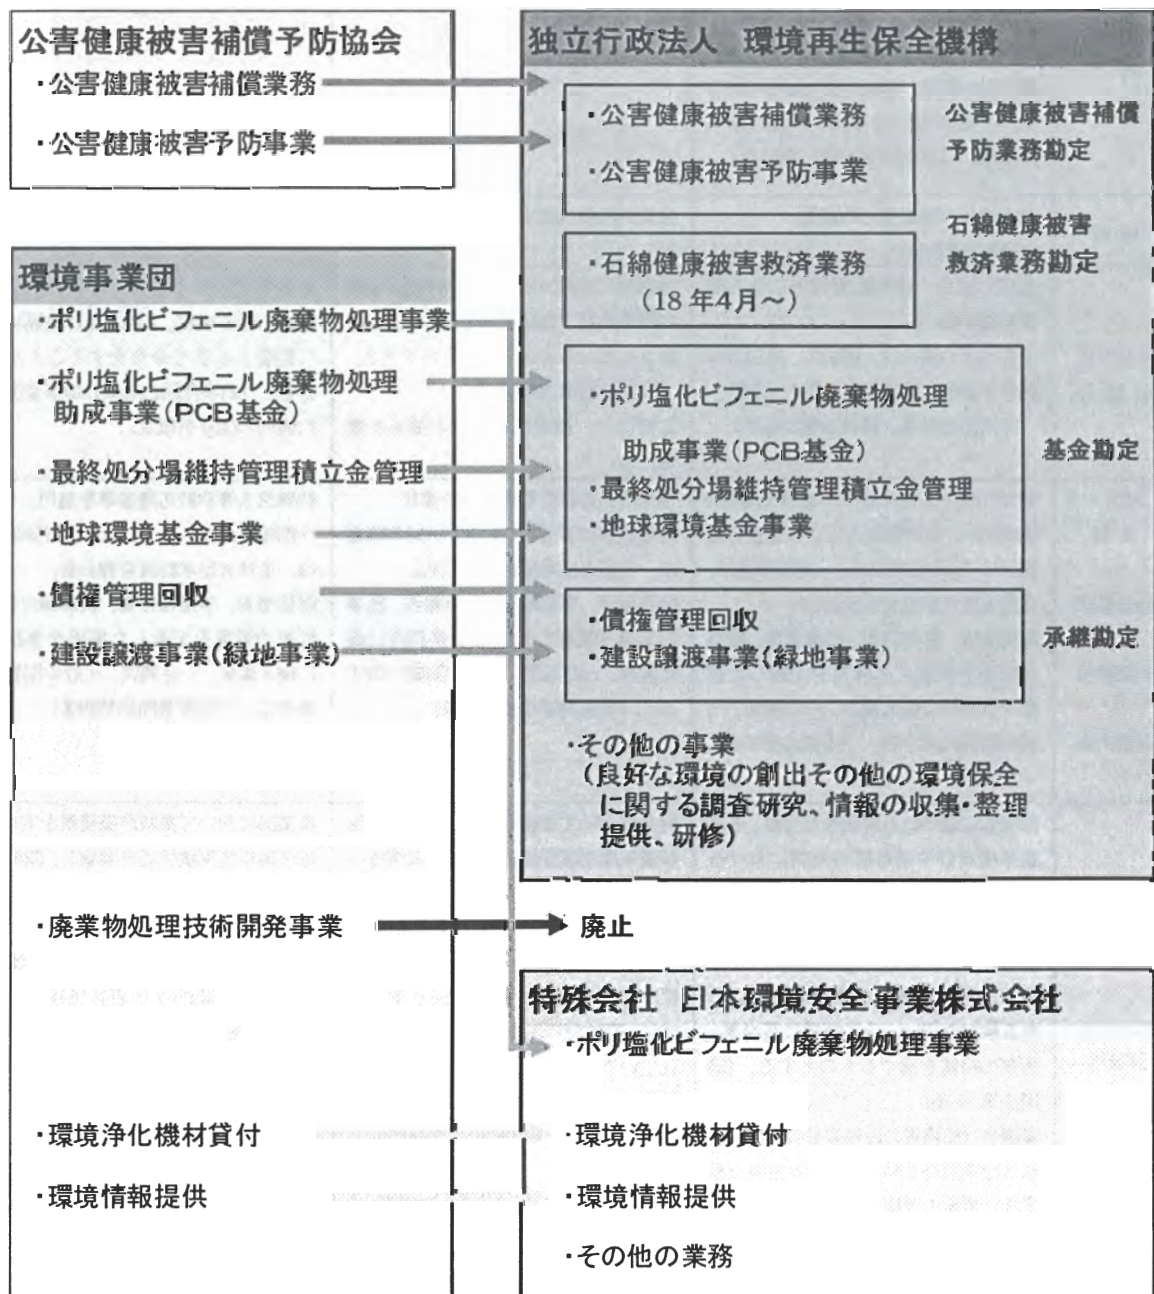 公害健康被害補償予防協会
・公害健康被害補償業務
・公害健康被害予防事業
環境事業団
・ポリ塩化ビフェニル廃棄物処理事業
・ポリ塩化ビフェニル廃棄物処理
助成事業(PCB基金)
・最終処分場維持管理積立金管理
・地球環境基金事業
・債権管理回収
・建設譲渡事業(緑地事業)
・廃業物処理技術開発事業
・環境浄化機材貸付
・環境情報提供
独立行政法人 環境再生保全機構
・公害健康被害補償業務
・公害健康被害予防事業
公害健康被害補償
予防業務勘定
・石綿健康被害救済業務
(18年4月～)
石綿健康被害
救済業務勘定
・ポリ塩化ビフェニル廃棄物処理
助成事業(PCB基金)
・最終処分場維持管理積立金管理
・地球環境基金事業
基金勘定
・債権管理回収
・建設譲渡事業(緑地事業)
承継勘定
・その他の事業
(良好な環境の創出その他の環境保全
に関する調査研究、情報の収集・整理
提供、研修)
廃止
特殊会社 日本環境安全事業株式会社
・ポリ塩化ビフェニル廃棄物処理事業
・環境浄化機材貸付
・環境情報提供
・その他の業務